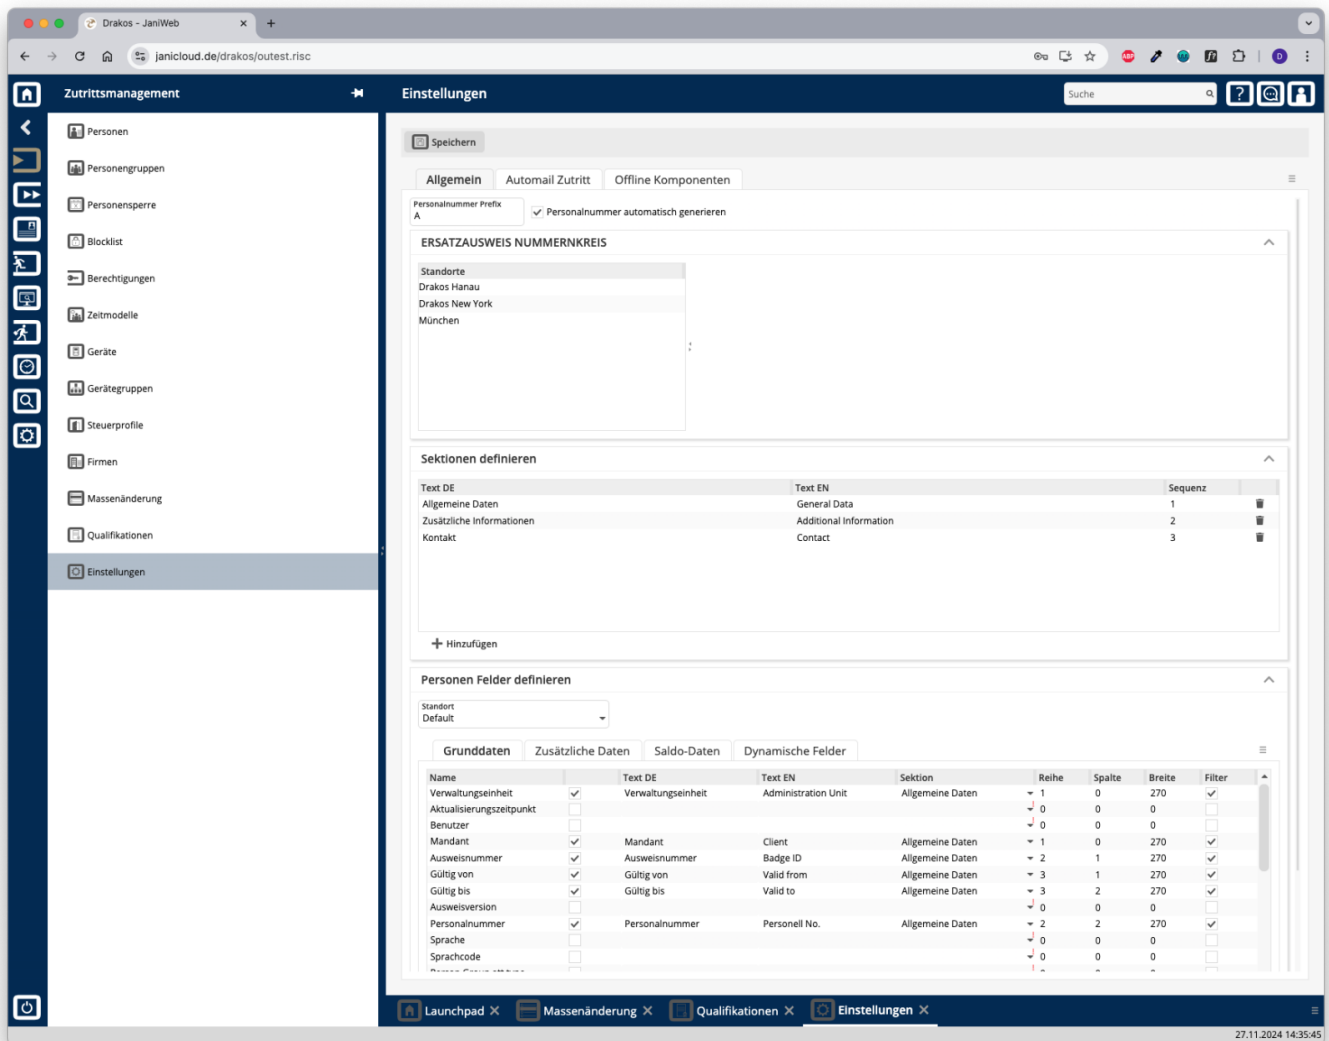 Drakos - JaniWeb
janicloud.de/drakos/outest.risc
ABP
D
Zutrittsmanagement
Einstellungen
Suche
Personen
Personengruppen
Personensperre
Blocklist
Berechtigungen
Zeitmodelle
Geräte
Gerätegruppen
Steuerprofile
Firmen
Massenänderung
Qualifikationen
Einstellungen
Speichern
Allgemein Automail Zutritt Offline Komponenten
Personalnummer Prefix
A
Personalnummer automatisch generieren
ERSATZAUSWEIS NUMMERNKREIS
Standorte
Drakos Hanau
Drakos New York
München
Sektionen definieren
Text DE Text EN Sequenz
Allgemeine Daten General Data 1
Zusätzliche Informationen Additional Information 2
Kontakt Contact 3
Hinzufügen
Personen Felder definieren
Standort
Default
Grunddaten Zusätzliche Daten Saldo-Daten Dynamische Felder
Name Text DE Text EN Sektion Reihe Spalte Breite Filter
Verwaltungseinheit Verwaltungseinheit Administration Unit Allgemeine Daten 1 0 270
Aktualisierungszeitpunkt 0 0 0
Benutzer 0 0 0
Mandant Mandant Client Allgemeine Daten 1 0 270
Ausweisnummer Ausweisnummer Badge ID Allgemeine Daten 2 1 270
Gültig von Gültig von Valid from Allgemeine Daten 3 1 270
Gültig bis Gültig bis Valid to Allgemeine Daten 3 2 270
Ausweisversion 0 0 0
Personalnummer Personalnummer Personell No. Allgemeine Daten 2 2 270
Sprache 0 0 0
Sprachcode 0 0 0
Launchpad Massenänderung Qualifikationen Einstellungen
27.11.2024 14:35:45